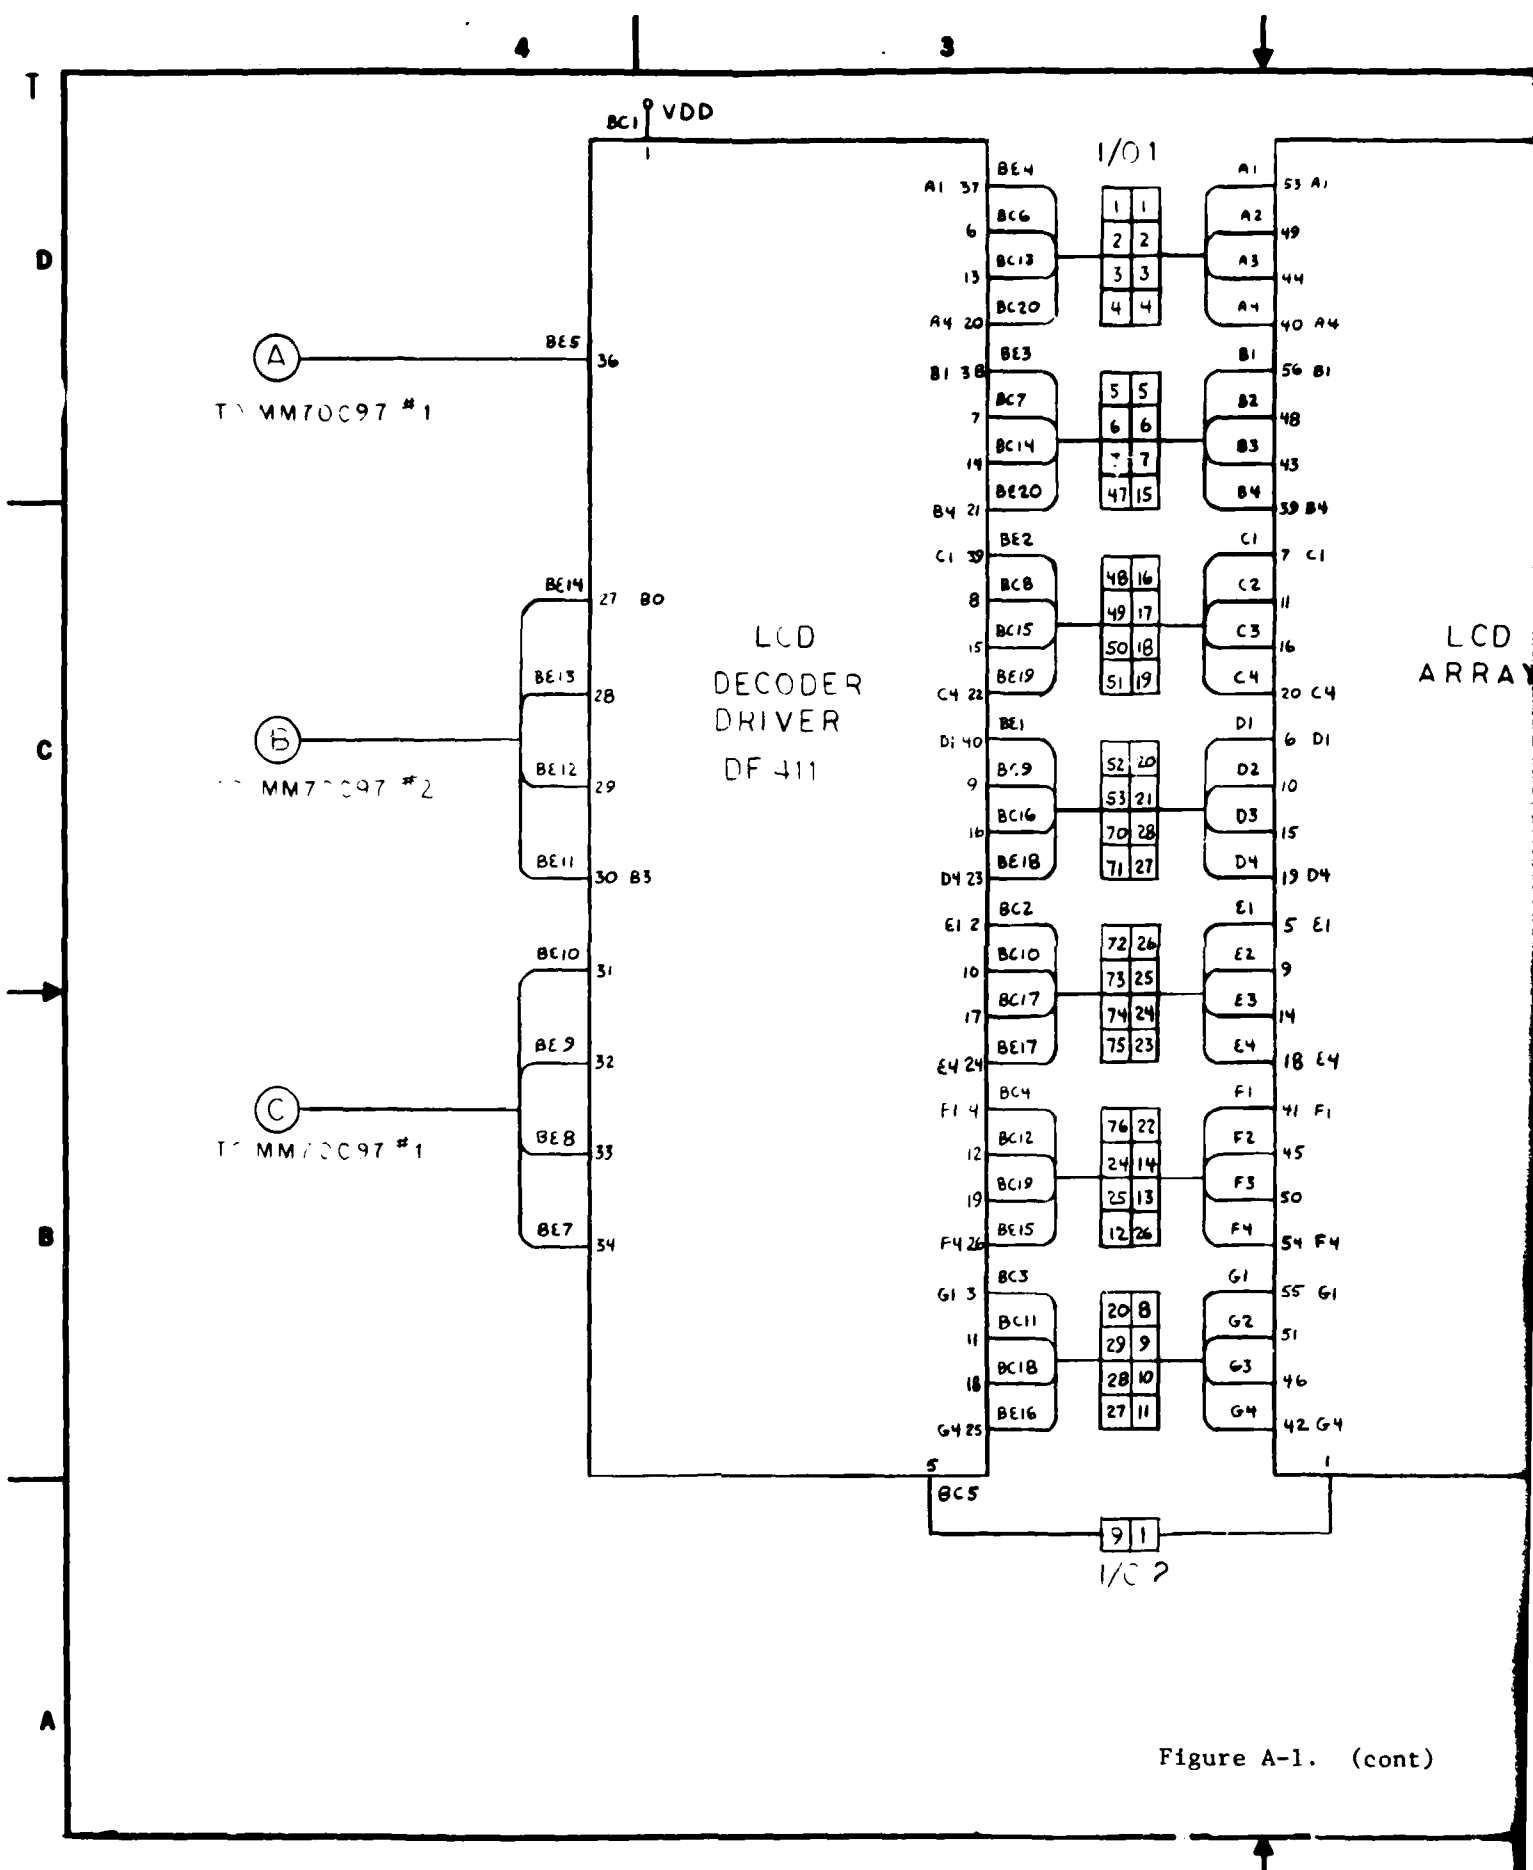 4 3
T
BC1 VDD
1
I/O 1
D
C
B
A
A
BE5 36
MM70C97 #1
BE14 27 B0
BE13 28
B
BE12 29
MM7 C97 #2
BE11 30 B3
BE10 31
BE9 32
C
BE8 33
MM C97 #1
BE7 34
LCD
DECODER
DRIVER
DF 411
A1 37 BE4 1 1 A1 53 A1
6 BC6 2 2 A2 49
13 BC13 3 3 A3 44
A4 20 BC20 4 4 A4 40 A4
B1 38 BE3 5 5 B1 56 B1
7 BC7 6 6 B2 48
14 BC14 7 B3 43
B4 21 BE20 47 15 B4 39 B4
C1 39 BE2 48 16 C1 7 C1
8 BC8 49 17 C2 11
15 BC15 50 18 C3 16
C4 22 BE19 51 19 C4 20 C4
D1 40 BE1 52 20 D1 6 D1
9 BC9 53 21 D2 10
16 BC16 70 28 D3 15
D4 23 BE18 71 27 D4 19 D4
E1 2 BC2 72 26 E1 5 E1
10 BC10 73 25 E2 9
17 BC17 74 24 E3 14
E4 24 BE17 75 23 E4 18 E4
F1 4 BC4 76 22 F1 41 F1
12 BC12 24 14 F2 45
19 BC19 25 13 F3 50
F4 26 BE15 12 26 F4 54 F4
G1 3 BC3 20 8 G1 55 G1
11 BC11 29 9 G2 51
18 BC18 28 10 G3 46
G4 25 BE16 27 11 G4 42 G4
LCD
ARRAY
5 1
BC5
9 1
Figure A-1. (cont)